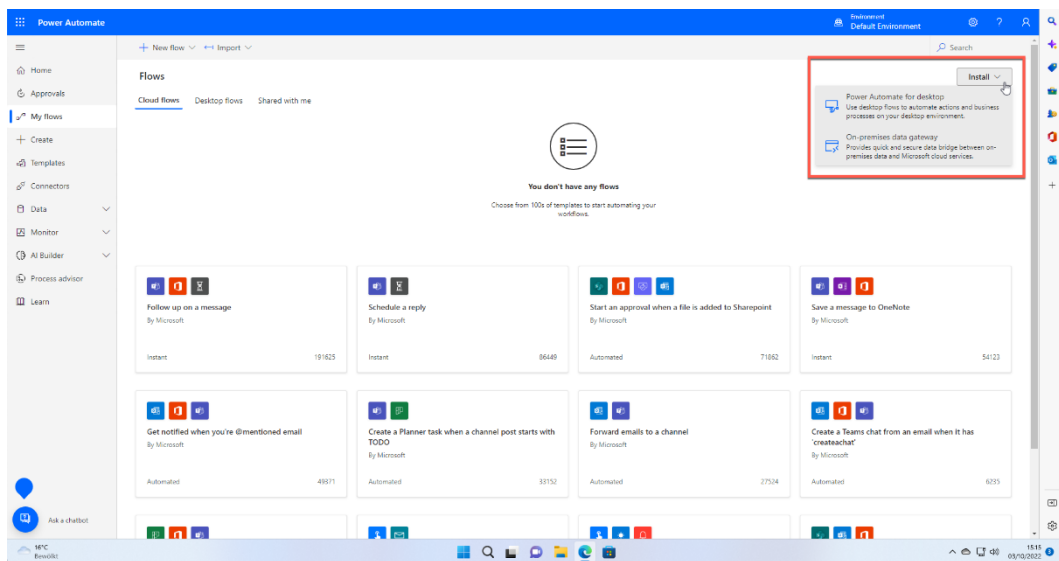 Power Automate
Environment
Default Environment
New flow
Import
Search
Home
Approvals
My flows
Create
Templates
Connectors
Data
Monitor
AI Builder
Process advisor
Learn
Ask a chatbot
Flows
Install
Cloud flows
Desktop flows
Shared with me
Power Automate for desktop
Use desktop flows to automate actions and business
processes on your desktop environment.
On-premises data gateway
Provides quick and secure data bridge between on-
premises data and Microsoft cloud services.
You don't have any flows
Choose from 100s of templates to start automating your
workflows.
Follow up on a message
By Microsoft
Instant 191625
Schedule a reply
By Microsoft
Instant 86449
Start an approval when a file is added to Sharepoint
By Microsoft
Automated 71862
Save a message to OneNote
By Microsoft
Instant 54123
Get notified when you're @mentioned email
By Microsoft
Automated 49871
Create a Planner task when a channel post starts with
TODO
By Microsoft
Automated 33152
Forward emails to a channel
By Microsoft
Automated 27524
Create a Teams chat from an email when it has
'createachat'
By Microsoft
Automated 6235
16°C
Bewölkt
15:15
05/10/2022